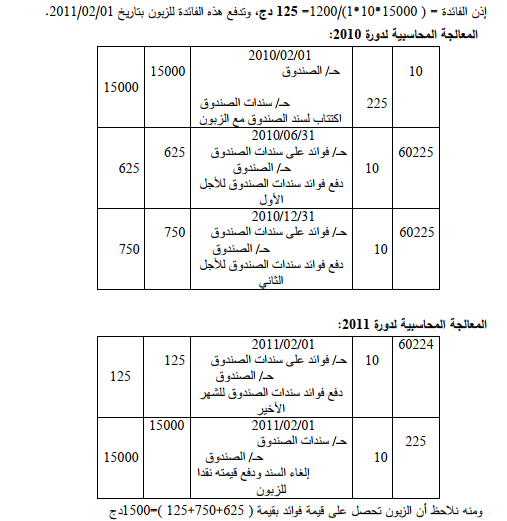 إذن الفائدة = ( 15000*10*1)/1200= 125 دج، وتدفع هذه الفائدة للزبون بتاريخ 2011/02/01.
المعالجة المحاسبية لدورة 2010:
2010/02/01
10 حـ/ الصندوق 15000
225 حـ/ سندات الصندوق 15000
اكتتاب لسند الصندوق مع الزبون
2010/06/31
60225 حـ/ فوائد على سندات الصندوق 625
10 حـ/ الصندوق 625
دفع فوائد سندات الصندوق للأجل
الأول
2010/12/31
60225 حـ/ فوائد على سندات الصندوق 750
10 حـ/ الصندوق 750
دفع فوائد سندات الصندوق للأجل
الثاني
المعالجة المحاسبية لدورة 2011:
60224 2011/02/01
10 حـ/ فوائد على سندات الصندوق 125
حـ/ الصندوق 125
دفع فوائد سندات الصندوق للشهر
الأخير
2011/02/01 15000
225 حـ/ سندات الصندوق
10 حـ/ الصندوق 15000
إلغاء السند ودفع قيمته نقدا
للزبون
ومنه نلاحظ أن الزبون تحصل على قيمة فوائد بقيمة ( 625+750+125 )=1500دج